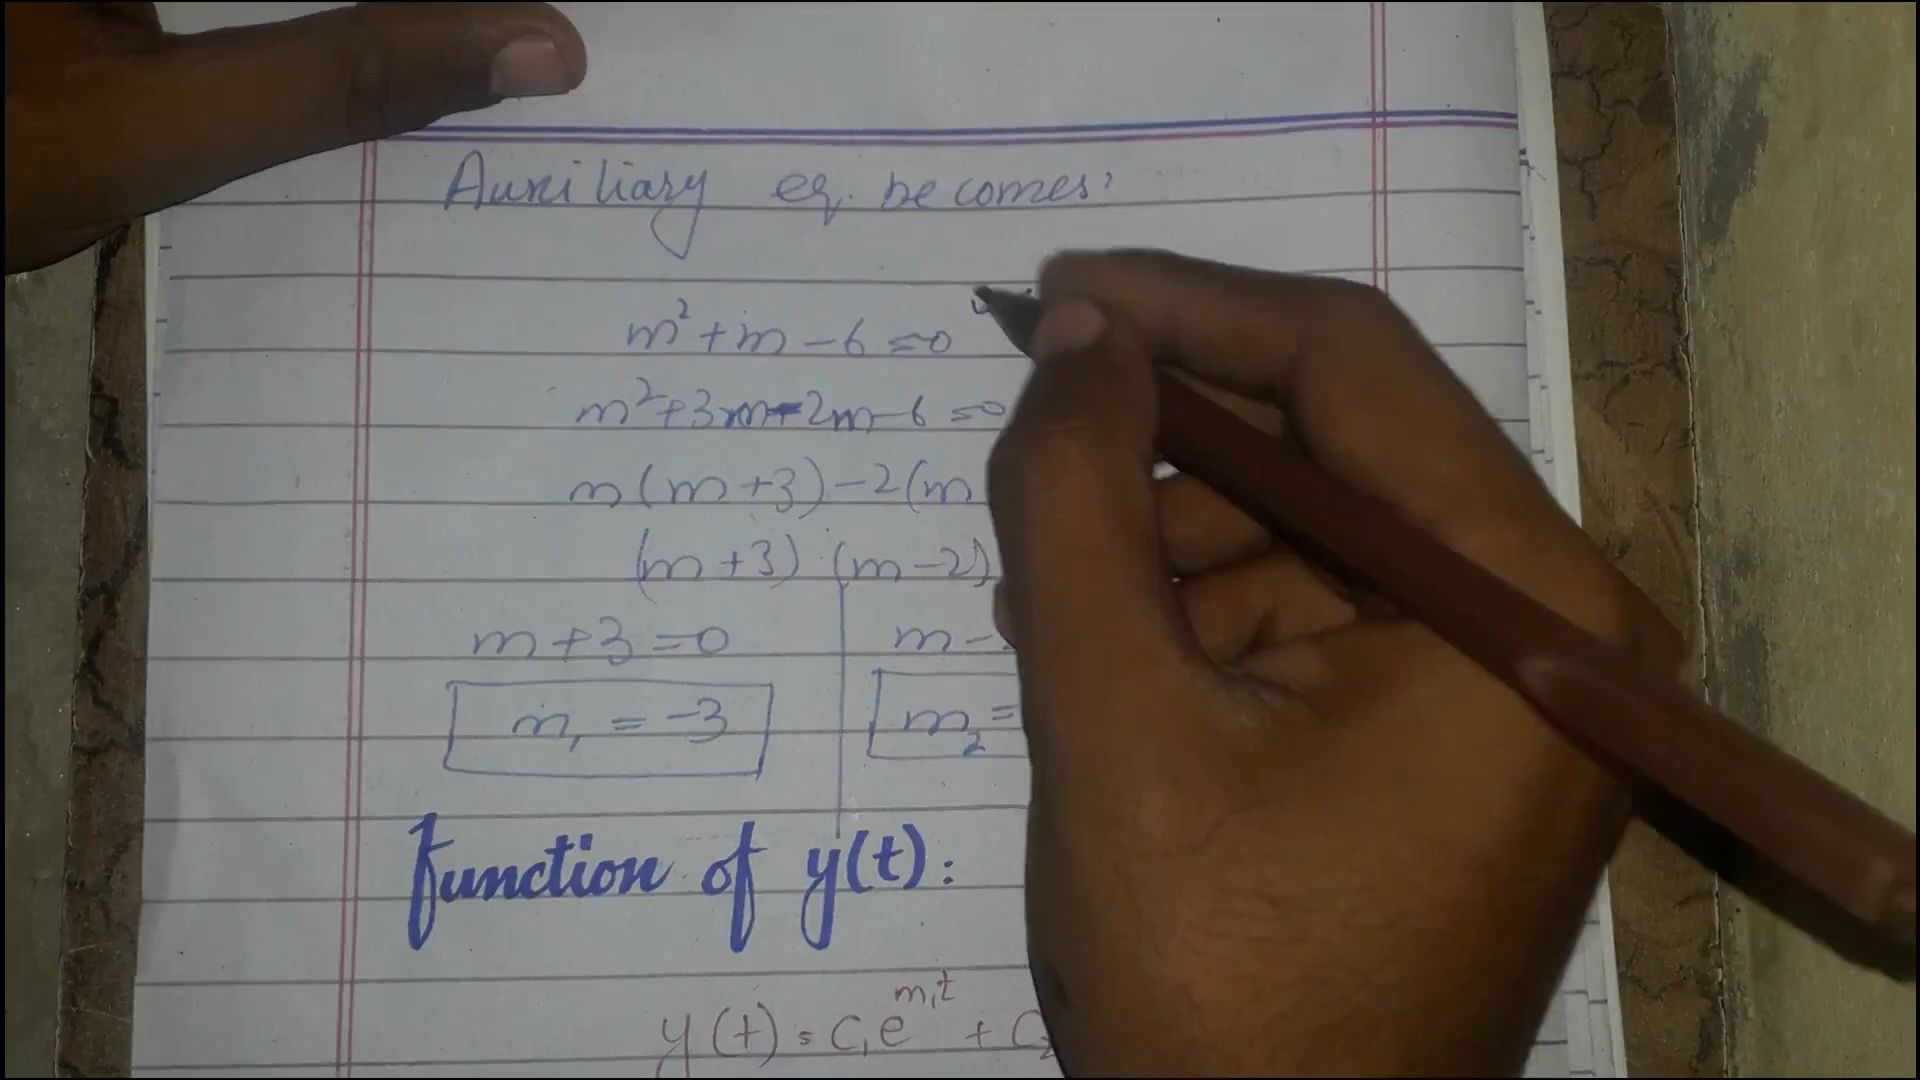 Auxiliary eq. becomes:
m² + m - 6 = 0
m² + 3m - 2m - 6 = 0
m(m+3) - 2(m
(m+3) (m-2)
m+3 = 0
m₁ = -3
m-
m₂ =
function of y(t):
y(t) = C₁e^{m₁t} + C₂